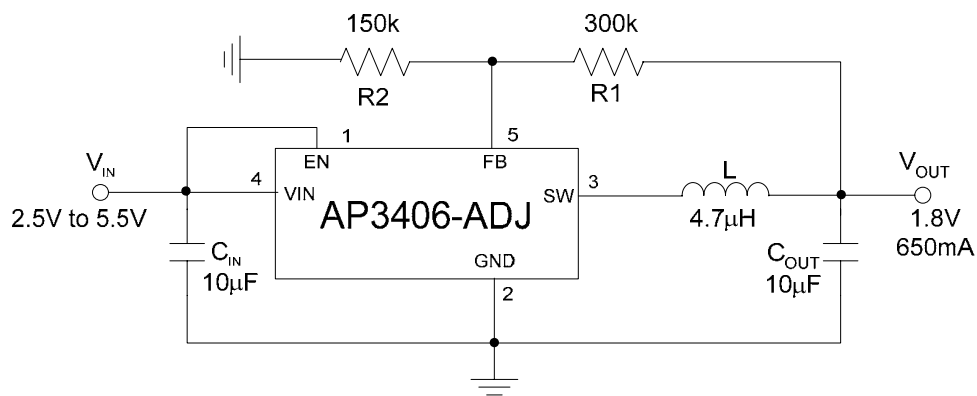 150k
300k
R2
R1
1
5
EN
FB
V_IN
4
VIN
2.5V to 5.5V
AP3406-ADJ
SW
3
L
4.7μH
V_OUT
1.8V
650mA
C_IN
10μF
GND
2
C_OUT
10μF